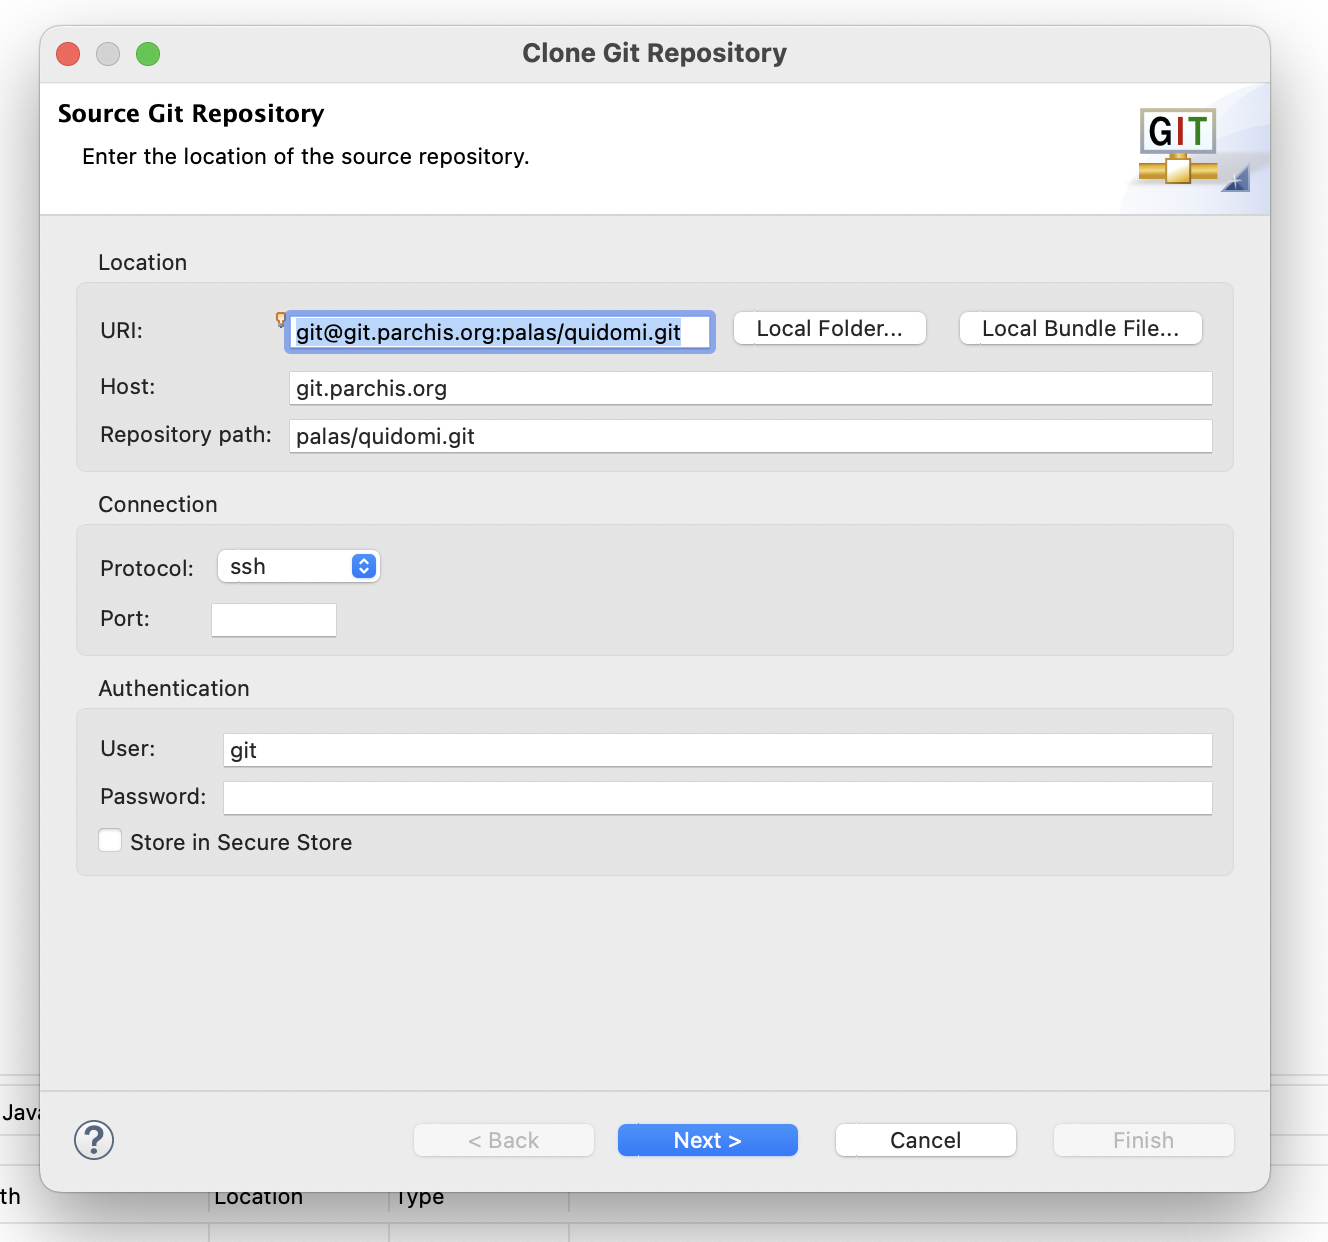 Clone Git Repository
Source Git Repository
Enter the location of the source repository.
GIT
Location
URI: git@git.parchis.org:palas/quidomi.git Local Folder... Local Bundle File...
Host: git.parchis.org
Repository path: palas/quidomi.git
Connection
Protocol: ssh
Port:
Authentication
User: git
Password:
Store in Secure Store
Java
? < Back Next > Cancel Finish
th Location Type